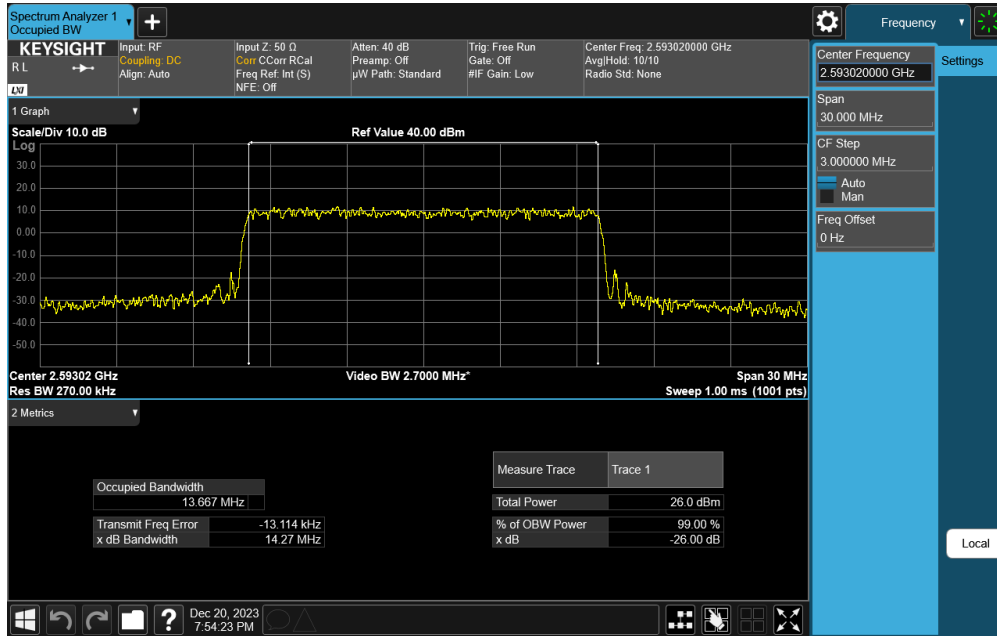 Spectrum Analyzer 1
Occupied BW
Frequency
KEYSIGHT
RL
LXI
Input: RF
Coupling: DC
Align: Auto
Input Z: 50 Ω
Corr CCorr RCal
Freq Ref: Int (S)
NFE: Off
Atten: 40 dB
Preamp: Off
µW Path: Standard
Trig: Free Run
Gate: Off
#IF Gain: Low
Center Freq: 2.593020000 GHz
Avg|Hold: 10/10
Radio Std: None
Center Frequency
2.593020000 GHz
Settings
Span
30.000 MHz
CF Step
3.000000 MHz
Auto
Man
Freq Offset
0 Hz
1 Graph
Scale/Div 10.0 dB
Ref Value 40.00 dBm
Log
30.0
20.0
10.0
0.00
-10.0
-20.0
-30.0
-40.0
-50.0
Center 2.59302 GHz
Video BW 2.7000 MHz*
Span 30 MHz
Res BW 270.00 kHz
Sweep 1.00 ms (1001 pts)
2 Metrics
Measure Trace Trace 1
Occupied Bandwidth
13.667 MHz
Total Power 26.0 dBm
Transmit Freq Error -13.114 kHz
% of OBW Power 99.00 %
x dB Bandwidth 14.27 MHz
x dB -26.00 dB
Local
Dec 20, 2023
7:54:23 PM